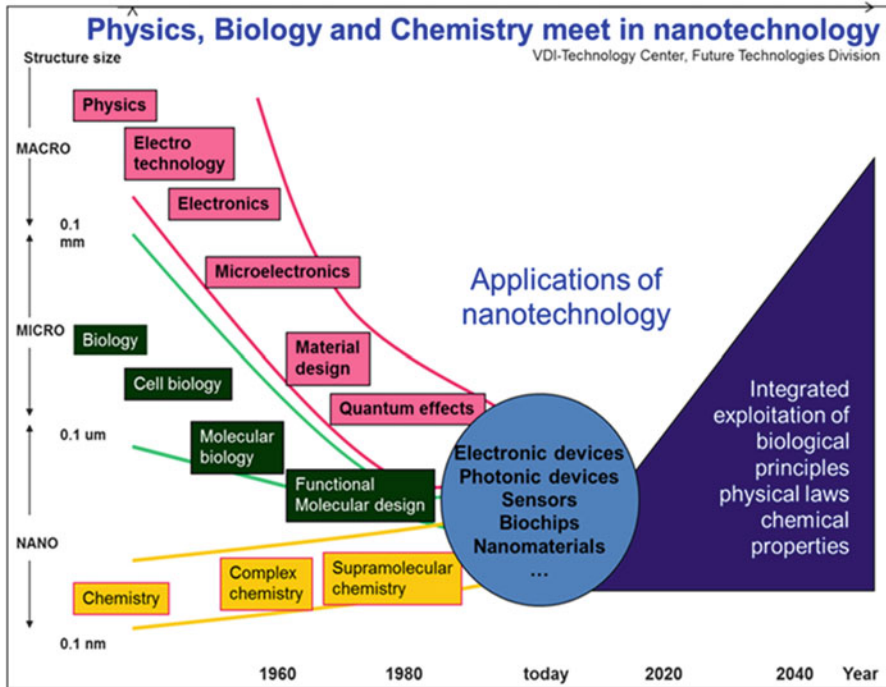 Physics, Biology and Chemistry meet in nanotechnology
VDI-Technology Center, Future Technologies Division
Structure size
MACRO
0.1
mm
MICRO
0.1 um
NANO
0.1 nm
Physics
Electro
technology
Electronics
Microelectronics
Material
design
Quantum effects
Biology
Cell biology
Molecular
biology
Functional
Molecular design
Chemistry
Complex
chemistry
Supramolecular
chemistry
Applications of
nanotechnology
Electronic devices
Photonic devices
Sensors
Biochips
Nanomaterials
...
Integrated
exploitation of
biological
principles
physical laws
chemical
properties
1960
1980
today
2020
2040
Year